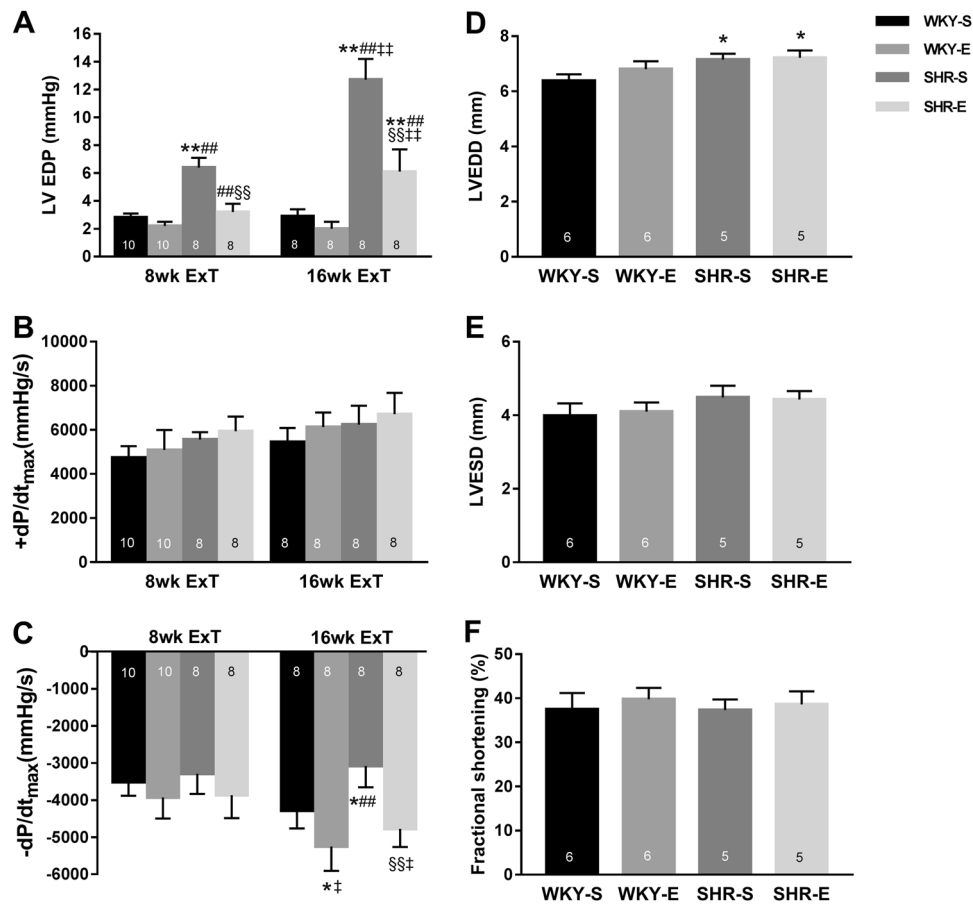 A
LV EDP (mmHg)
16
14
12
10
8
6
4
2
0
**##
##§§
**##‡‡
**##
§§‡‡
10 10 8 8 8 8 8 8
8wk ExT 16wk ExT
B
+dP/dtmax(mmHg/s)
10000
8000
6000
4000
2000
0
10 10 8 8 8 8 8 8
8wk ExT 16wk ExT
C
8wk ExT 16wk ExT
-dP/dtmax(mmHg/s)
0
-1000
-2000
-3000
-4000
-5000
-6000
10 10 8 8 8 8 8 8
*‡
*##
§§‡
D
LVEDD (mm)
8
6
4
2
0
* *
6 6 5 5
WKY-S WKY-E SHR-S SHR-E
WKY-S
WKY-E
SHR-S
SHR-E
E
LVESD (mm)
6
4
2
0
6 6 5 5
WKY-S WKY-E SHR-S SHR-E
F
Fractional shortening (%)
50
40
30
20
10
0
6 6 5 5
WKY-S WKY-E SHR-S SHR-E